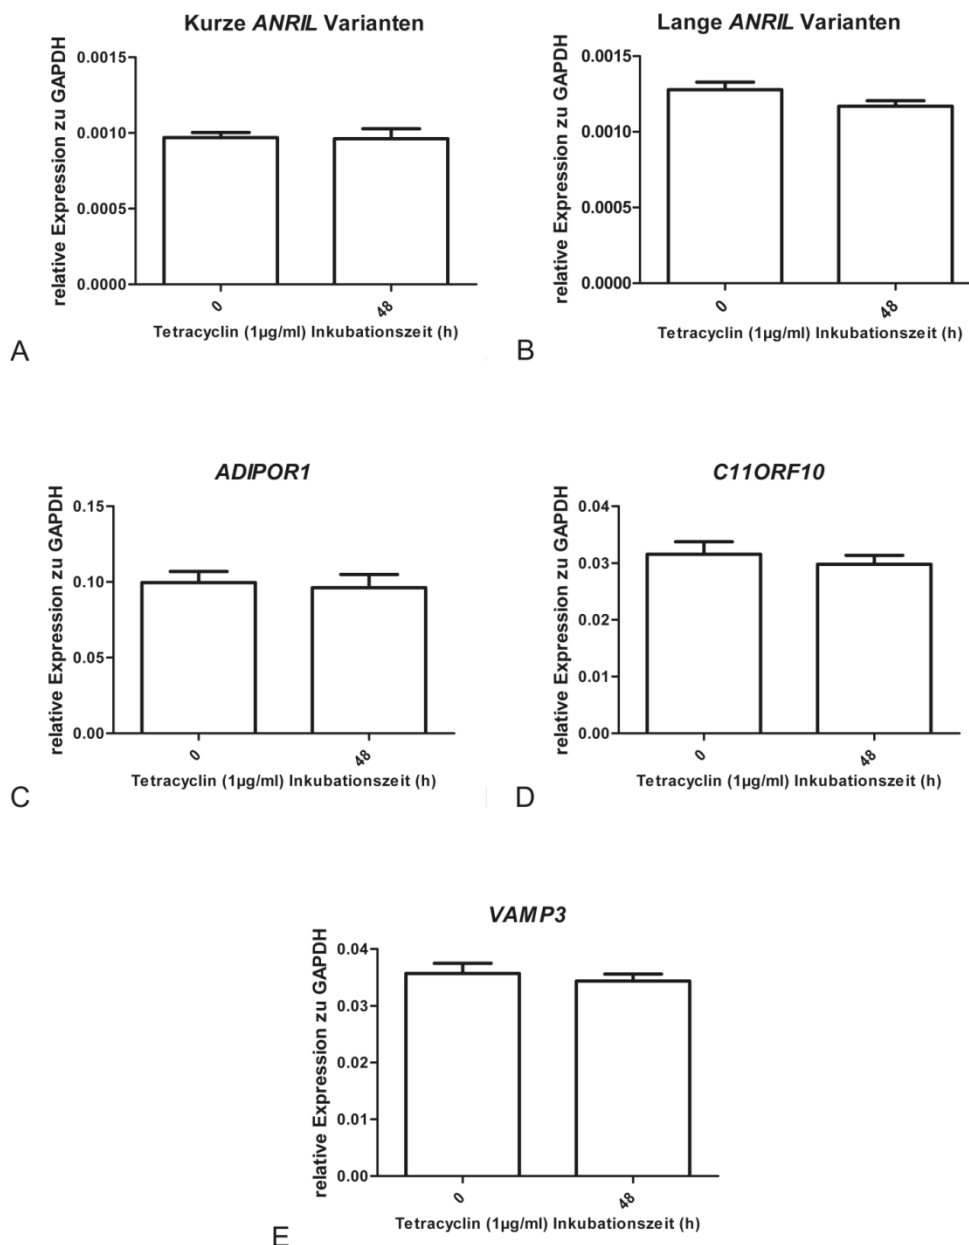 Kurze ANRIL Varianten
relative Expression zu GAPDH
0.0015
0.0010
0.0005
0.0000
0
48
Tetracyclin (1µg/ml) Inkubationszeit (h)
A
Lange ANRIL Varianten
relative Expression zu GAPDH
0.0015
0.0010
0.0005
0.0000
0
48
Tetracyclin (1µg/ml) Inkubationszeit (h)
B
ADIPOR1
relative Expression zu GAPDH
0.15
0.10
0.05
0.00
0
48
Tetracyclin (1µg/ml) Inkubationszeit (h)
C
C11ORF10
relative Expression zu GAPDH
0.04
0.03
0.02
0.01
0.00
0
48
Tetracyclin (1µg/ml) Inkubationszeit (h)
D
VAMP3
relative Expression zu GAPDH
0.04
0.03
0.02
0.01
0.00
0
48
Tetracyclin (1µg/ml) Inkubationszeit (h)
E